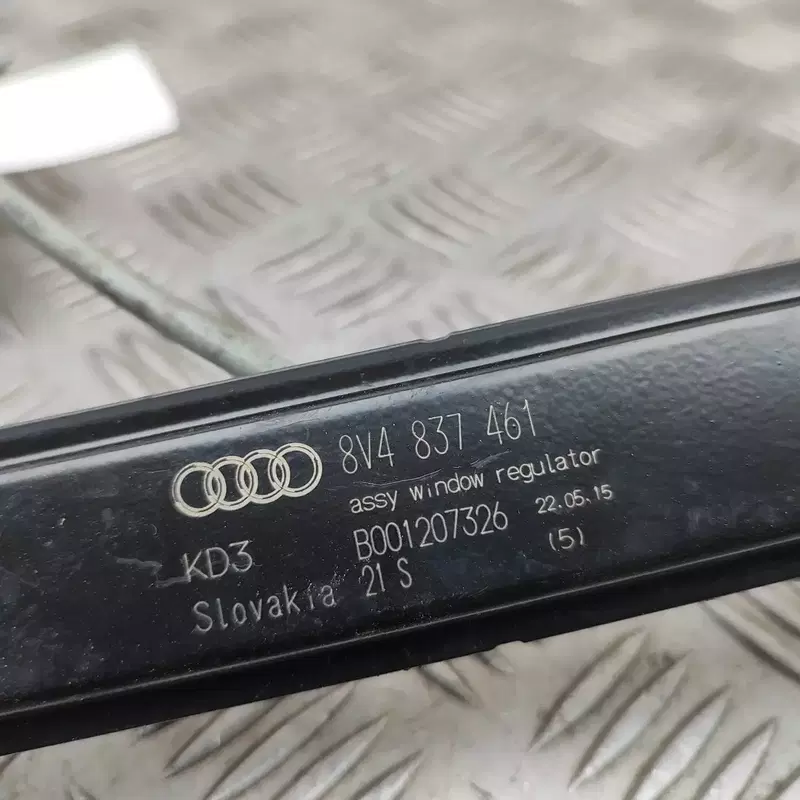 8V4 837 461
assy window regulator
B001207326 22.05.15
KD3 (5)
Slovakia 21 S